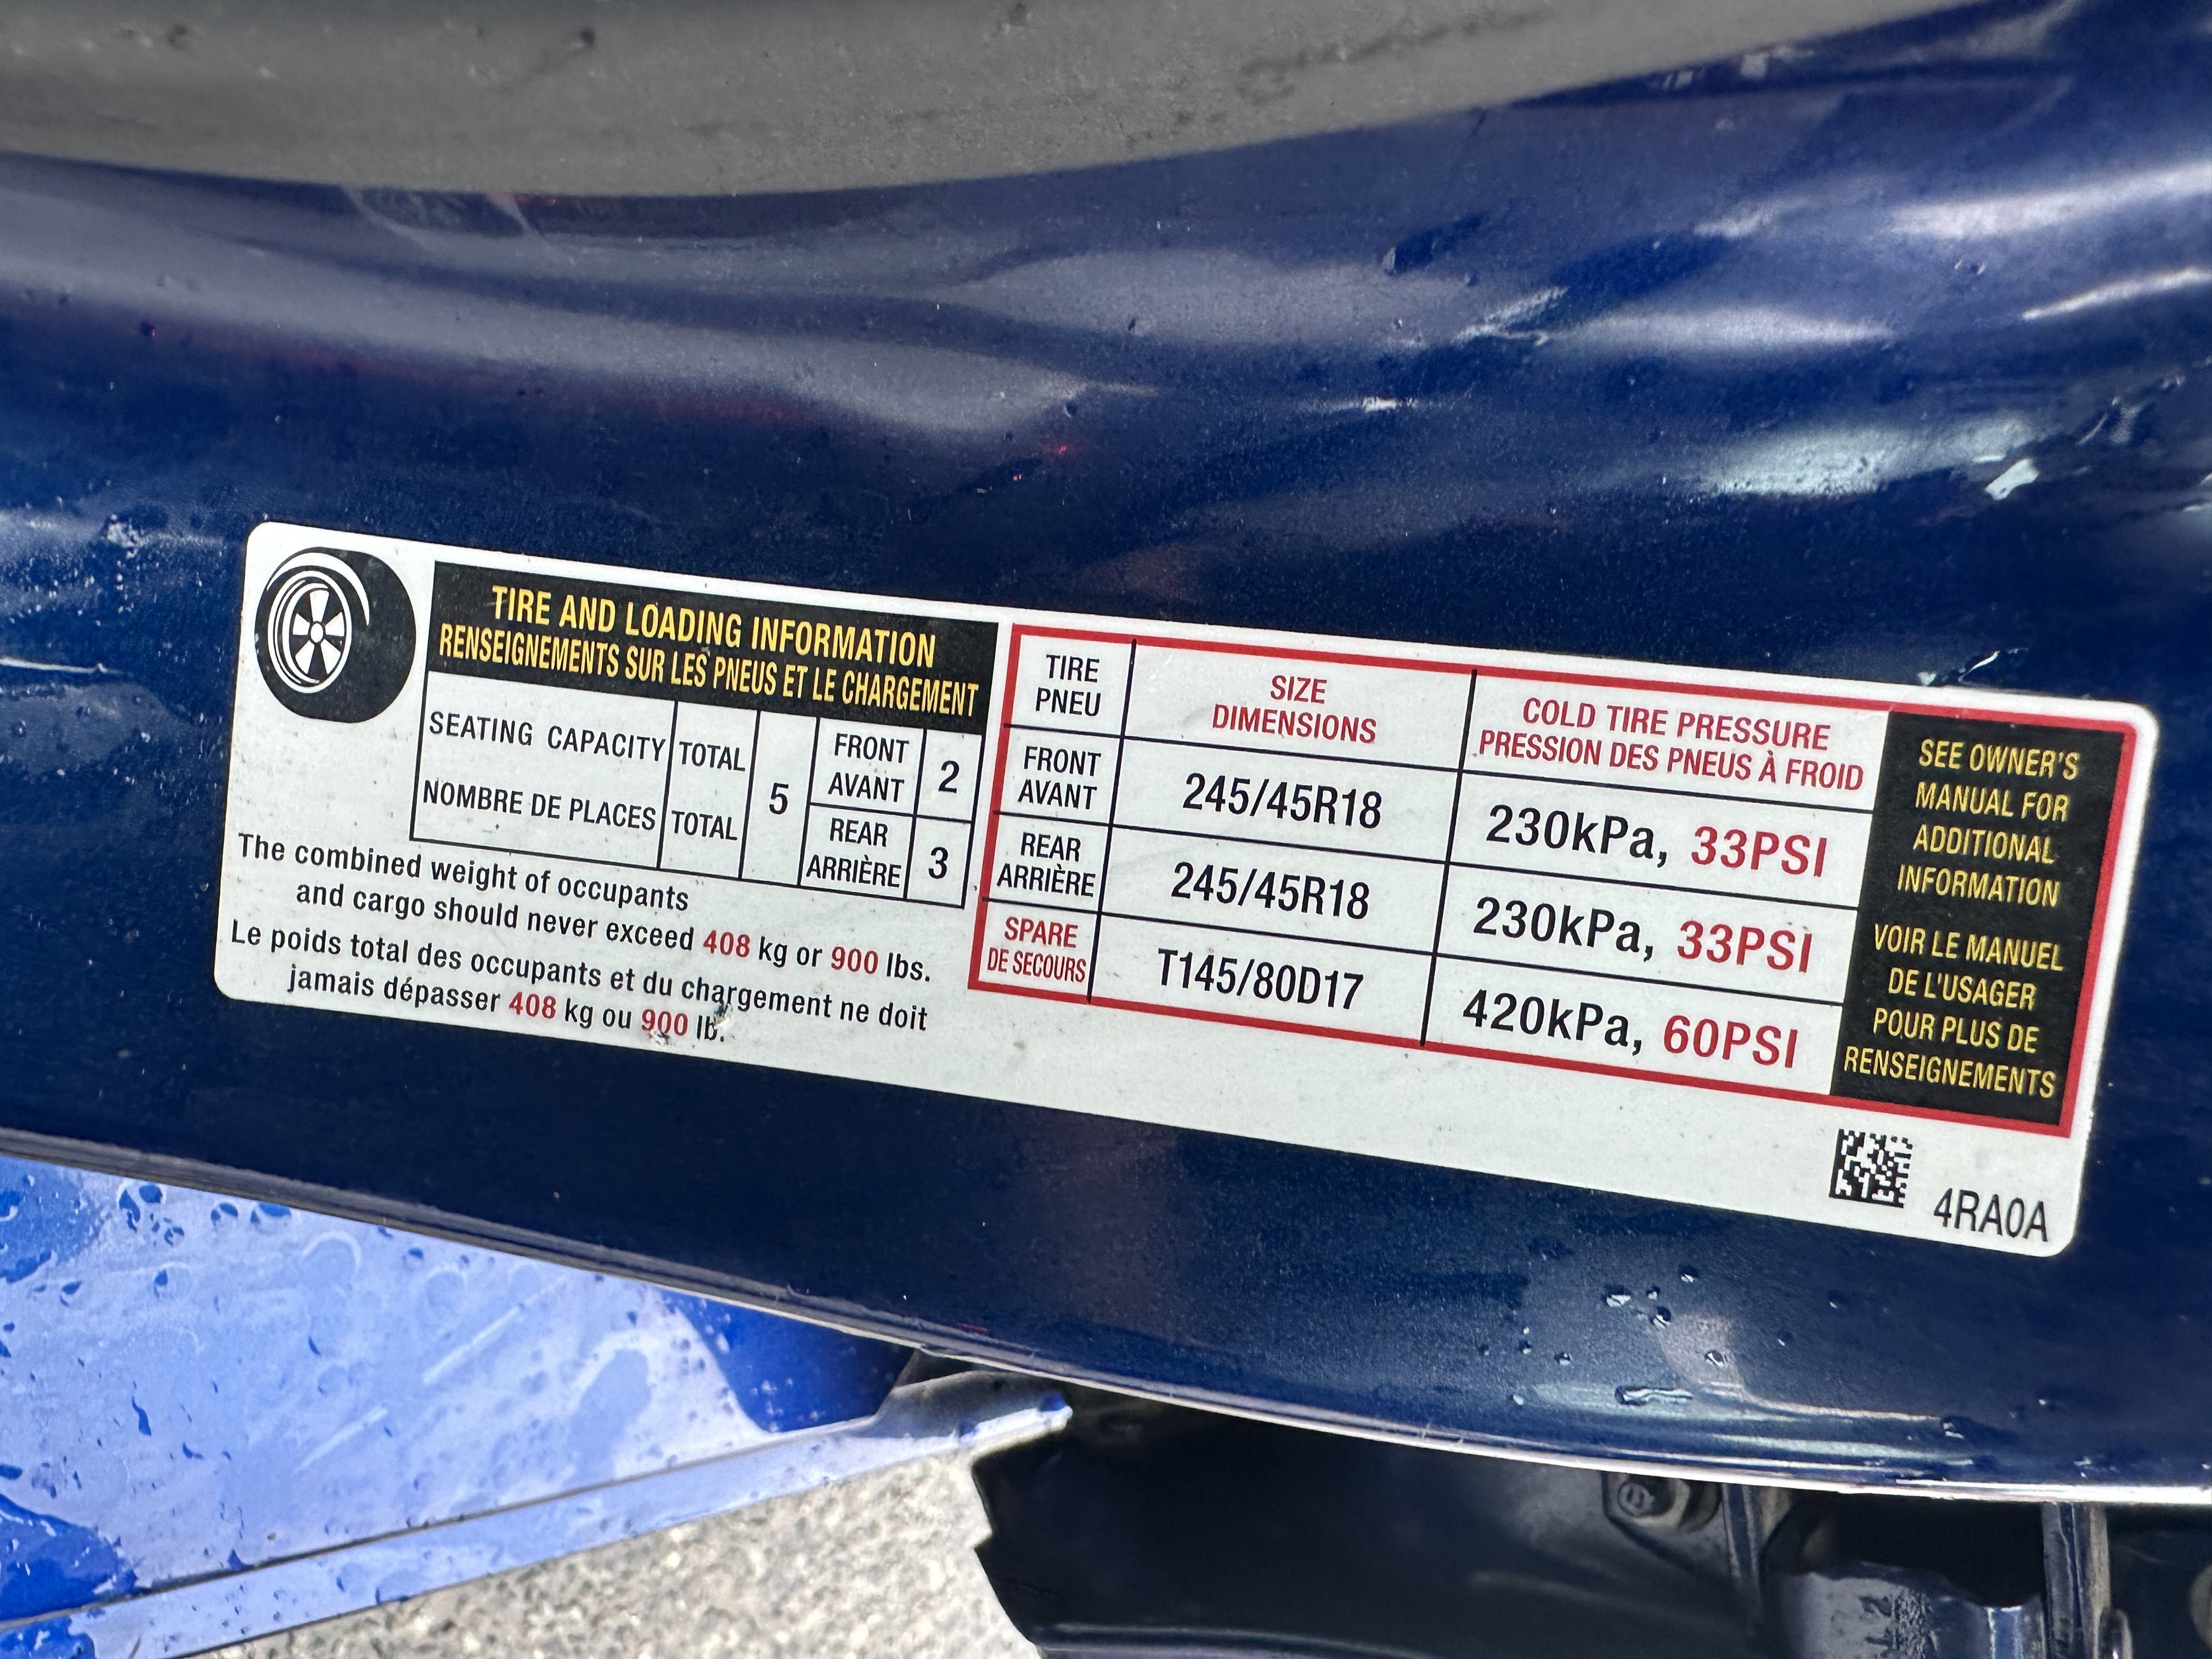 TIRE AND LOADING INFORMATION
RENSEIGNEMENTS SUR LES PNEUS ET LE CHARGEMENT
SEATING CAPACITY TOTAL 5 FRONT 2
AVANT
NOMBRE DE PLACES TOTAL REAR 3
ARRIÈRE
The combined weight of occupants
and cargo should never exceed 408 kg or 900 lbs.
Le poids total des occupants et du chargement ne doit
jamais dépasser 408 kg ou 900 lb.
TIRE SIZE COLD TIRE PRESSURE
PNEU DIMENSIONS PRESSION DES PNEUS À FROID
FRONT
AVANT 245/45R18 230kPa, 33PSI
REAR
ARRIÈRE 245/45R18 230kPa, 33PSI
SPARE
DE SECOURS T145/80D17 420kPa, 60PSI
SEE OWNER'S
MANUAL FOR
ADDITIONAL
INFORMATION
VOIR LE MANUEL
DE L'USAGER
POUR PLUS DE
RENSEIGNEMENTS
4RA0A